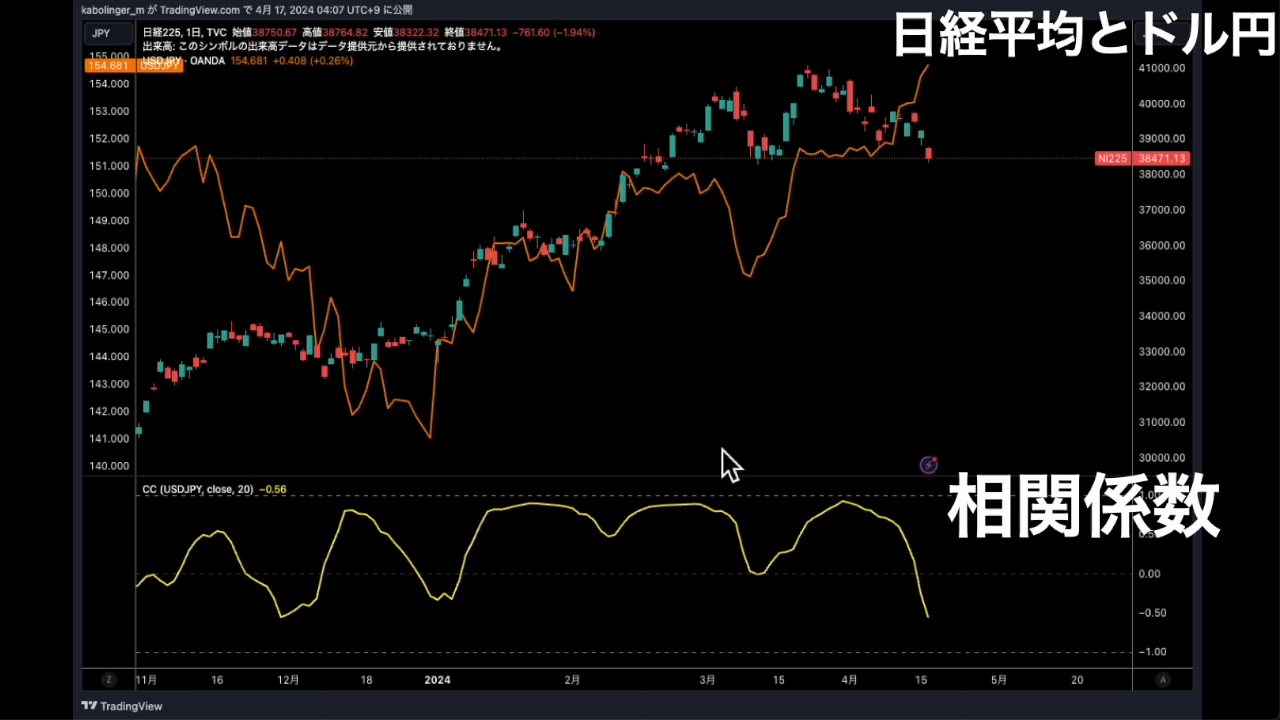 kabolinger_m が TradingView.com で 4月 17, 2024 04:07 UTC+9 に公開
日経平均とドル円
JPY
日経225, 1日, TVC 始値38750.67 高値38764.82 安値38322.32 終値38471.13 −761.60 (−1.94%)
出来高: このシンボルの出来高データはデータ提供元から提供されておりません。
USDJPY · OANDA 154.681 +0.408 (+0.26%)
155.000
154.681 USDJPY
154.000
153.000
152.000
151.000
150.000
149.000
148.000
147.000
146.000
145.000
144.000
143.000
142.000
141.000
140.000
41000.00
40000.00
39000.00
NI225 38471.13
38000.00
37000.00
36000.00
35000.00
34000.00
33000.00
32000.00
31000.00
30000.00
CC (USDJPY, close, 20) −0.56
相関係数
0.00
−0.50
−1.00
Z 11月 16 12月 18 2024 2月 3月 15 4月 15 5月 20 A
TradingView